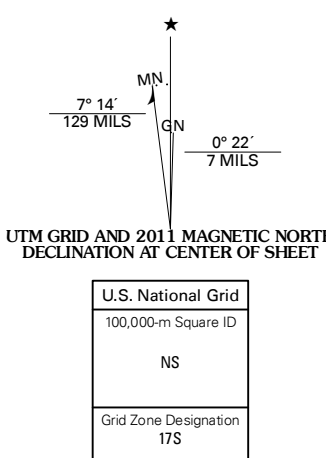 ★
MN
7° 14´
129 MILS
GN
0° 22´
7 MILS
UTM GRID AND 2011 MAGNETIC NORTH
DECLINATION AT CENTER OF SHEET
U.S. National Grid
100,000-m Square ID
NS
Grid Zone Designation
17S